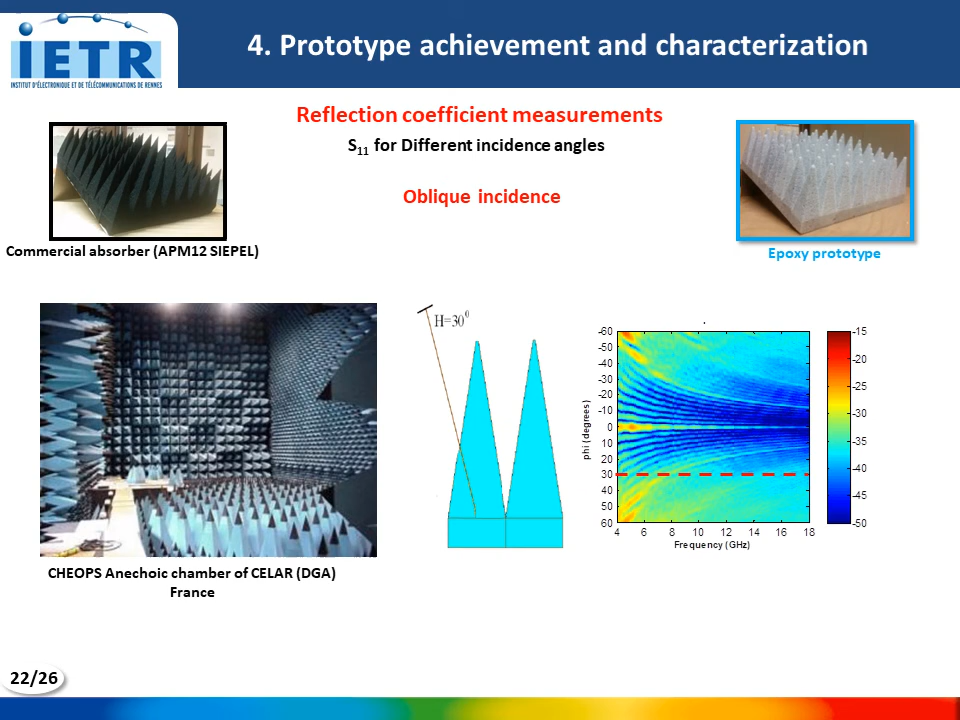 iETR
INSTITUT D'ÉLECTRONIQUE ET DE TÉLÉCOMMUNICATIONS DE RENNES
4. Prototype achievement and characterization
Reflection coefficient measurements
S11 for Different incidence angles
Oblique incidence
Commercial absorber (APM12 SIEPEL)
Epoxy prototype
H=30⁰
phi (degrees)
-60
-50
-40
-30
-20
-10
0
10
20
30
40
50
60
4 6 8 10 12 14 16 18
Frequency (GHz)
-15
-20
-25
-30
-35
-40
-45
-50
CHEOPS Anechoic chamber of CELAR (DGA)
France
22/26